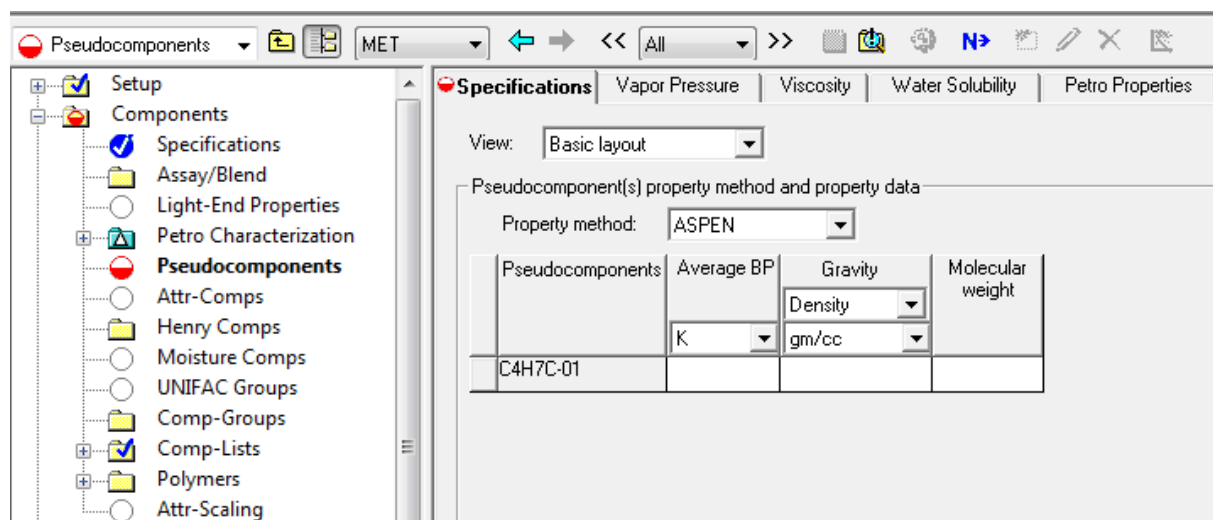 Pseudocomponents MET << All >> N>
Setup
Components
Specifications
Assay/Blend
Light-End Properties
Petro Characterization
Pseudocomponents
Attr-Comps
Henry Comps
Moisture Comps
UNIFAC Groups
Comp-Groups
Comp-Lists
Polymers
Attr-Scaling
Specifications Vapor Pressure Viscosity Water Solubility Petro Properties
View: Basic layout
Pseudocomponent(s) property method and property data
Property method: ASPEN
Pseudocomponents Average BP Gravity Molecular
weight
Density
K gm/cc
C4H7C-01